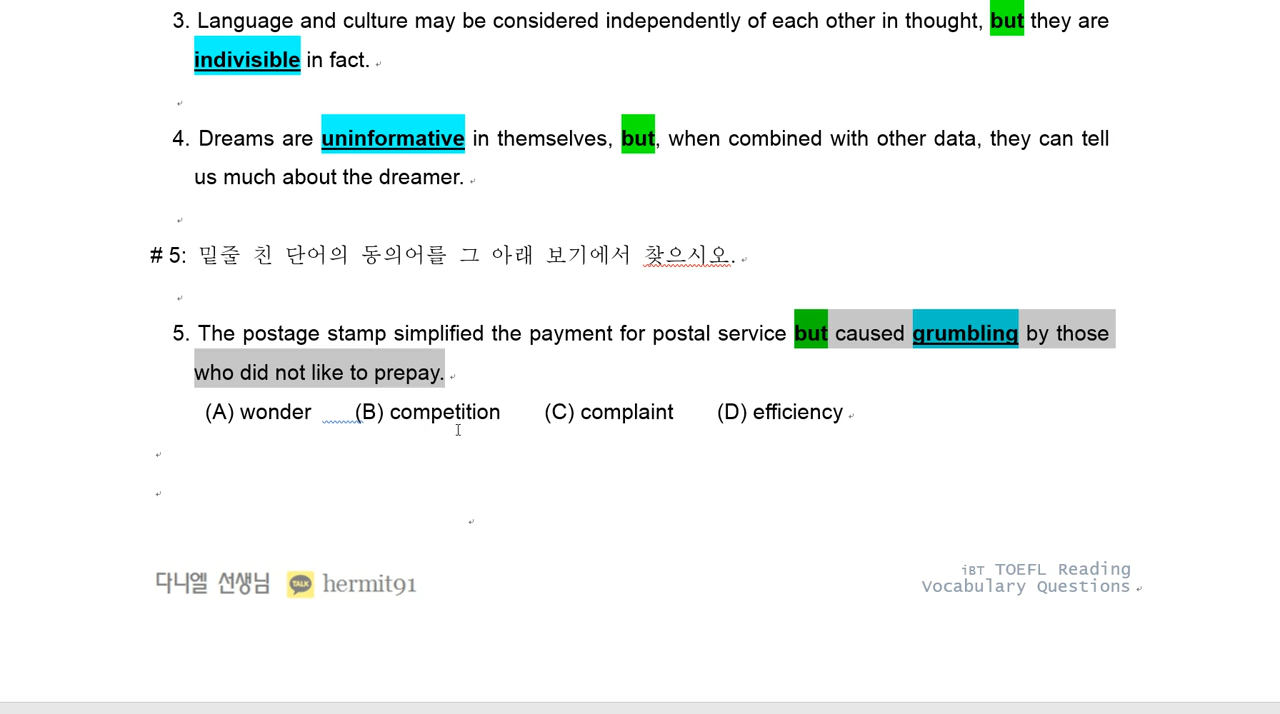 3. Language and culture may be considered independently of each other in thought, but they are
indivisible in fact.
4. Dreams are uninformative in themselves, but, when combined with other data, they can tell
us much about the dreamer.
# 5: 밑줄 친 단어의 동의어를 그 아래 보기에서 찾으시오.
5. The postage stamp simplified the payment for postal service but caused grumbling by those
who did not like to prepay.
(A) wonder (B) competition (C) complaint (D) efficiency
다니엘 선생님 TALK hermit91
iBT TOEFL Reading
Vocabulary Questions